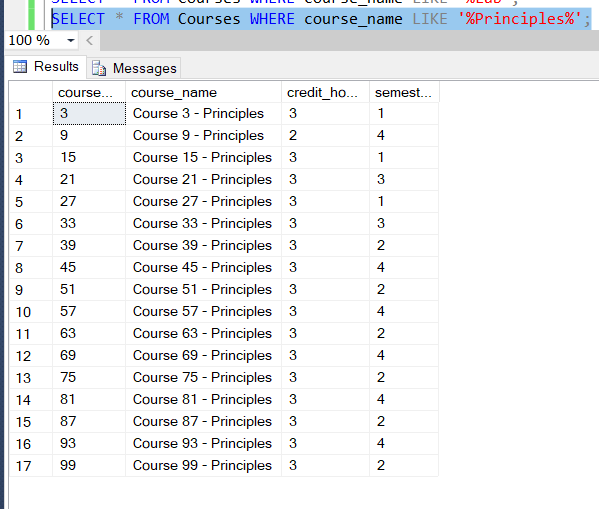 SELECT * FROM Courses WHERE course_name LIKE '%Lab';
SELECT * FROM Courses WHERE course_name LIKE '%Principles%';
100 %
Results Messages
course... course_name credit_ho... semest...
1 3 Course 3 - Principles 3 1
2 9 Course 9 - Principles 2 4
3 15 Course 15 - Principles 3 1
4 21 Course 21 - Principles 3 3
5 27 Course 27 - Principles 3 1
6 33 Course 33 - Principles 3 3
7 39 Course 39 - Principles 3 2
8 45 Course 45 - Principles 3 4
9 51 Course 51 - Principles 3 2
10 57 Course 57 - Principles 3 4
11 63 Course 63 - Principles 3 2
12 69 Course 69 - Principles 3 4
13 75 Course 75 - Principles 3 2
14 81 Course 81 - Principles 3 4
15 87 Course 87 - Principles 3 2
16 93 Course 93 - Principles 3 4
17 99 Course 99 - Principles 3 2